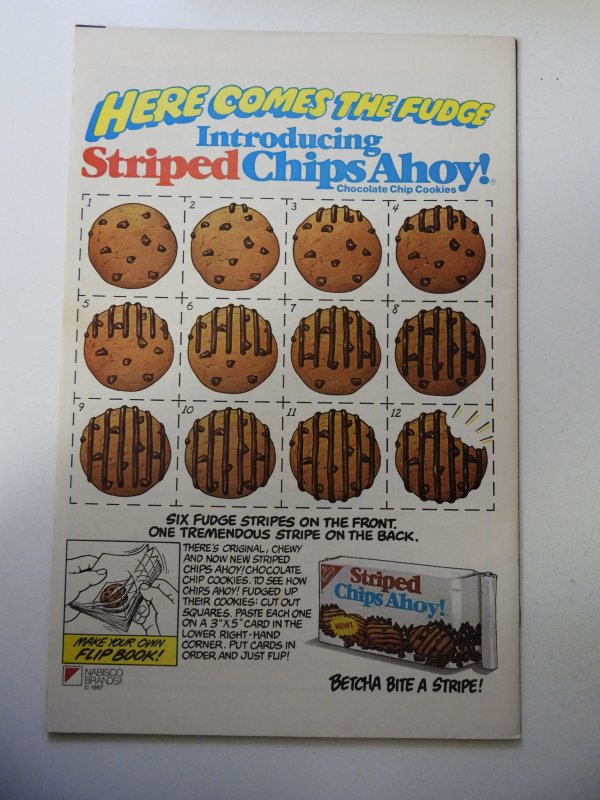 HERE COMES THE FUDGE
Introducing
Striped Chips Ahoy!®
Chocolate Chip Cookies
1 2 3 4
5 6 7 8
9 10 11 12
SIX FUDGE STRIPES ON THE FRONT.
ONE TREMENDOUS STRIPE ON THE BACK.
THERE'S ORIGINAL, CHEWY
AND NOW NEW STRIPED
CHIPS AHOY! CHOCOLATE
CHIP COOKIES. TO SEE HOW
CHIPS AHOY! FUDGED UP
THEIR COOKIES: CUT OUT
SQUARES. PASTE EACH ONE
ON A 3"X 5" CARD IN THE
LOWER RIGHT-HAND
CORNER. PUT CARDS IN
ORDER AND JUST FLIP!
MAKE YOUR OWN
FLIP BOOK!
NABISCO
BRANDS
© 1987
Striped
Chips Ahoy!
NEW!
BETCHA BITE A STRIPE!